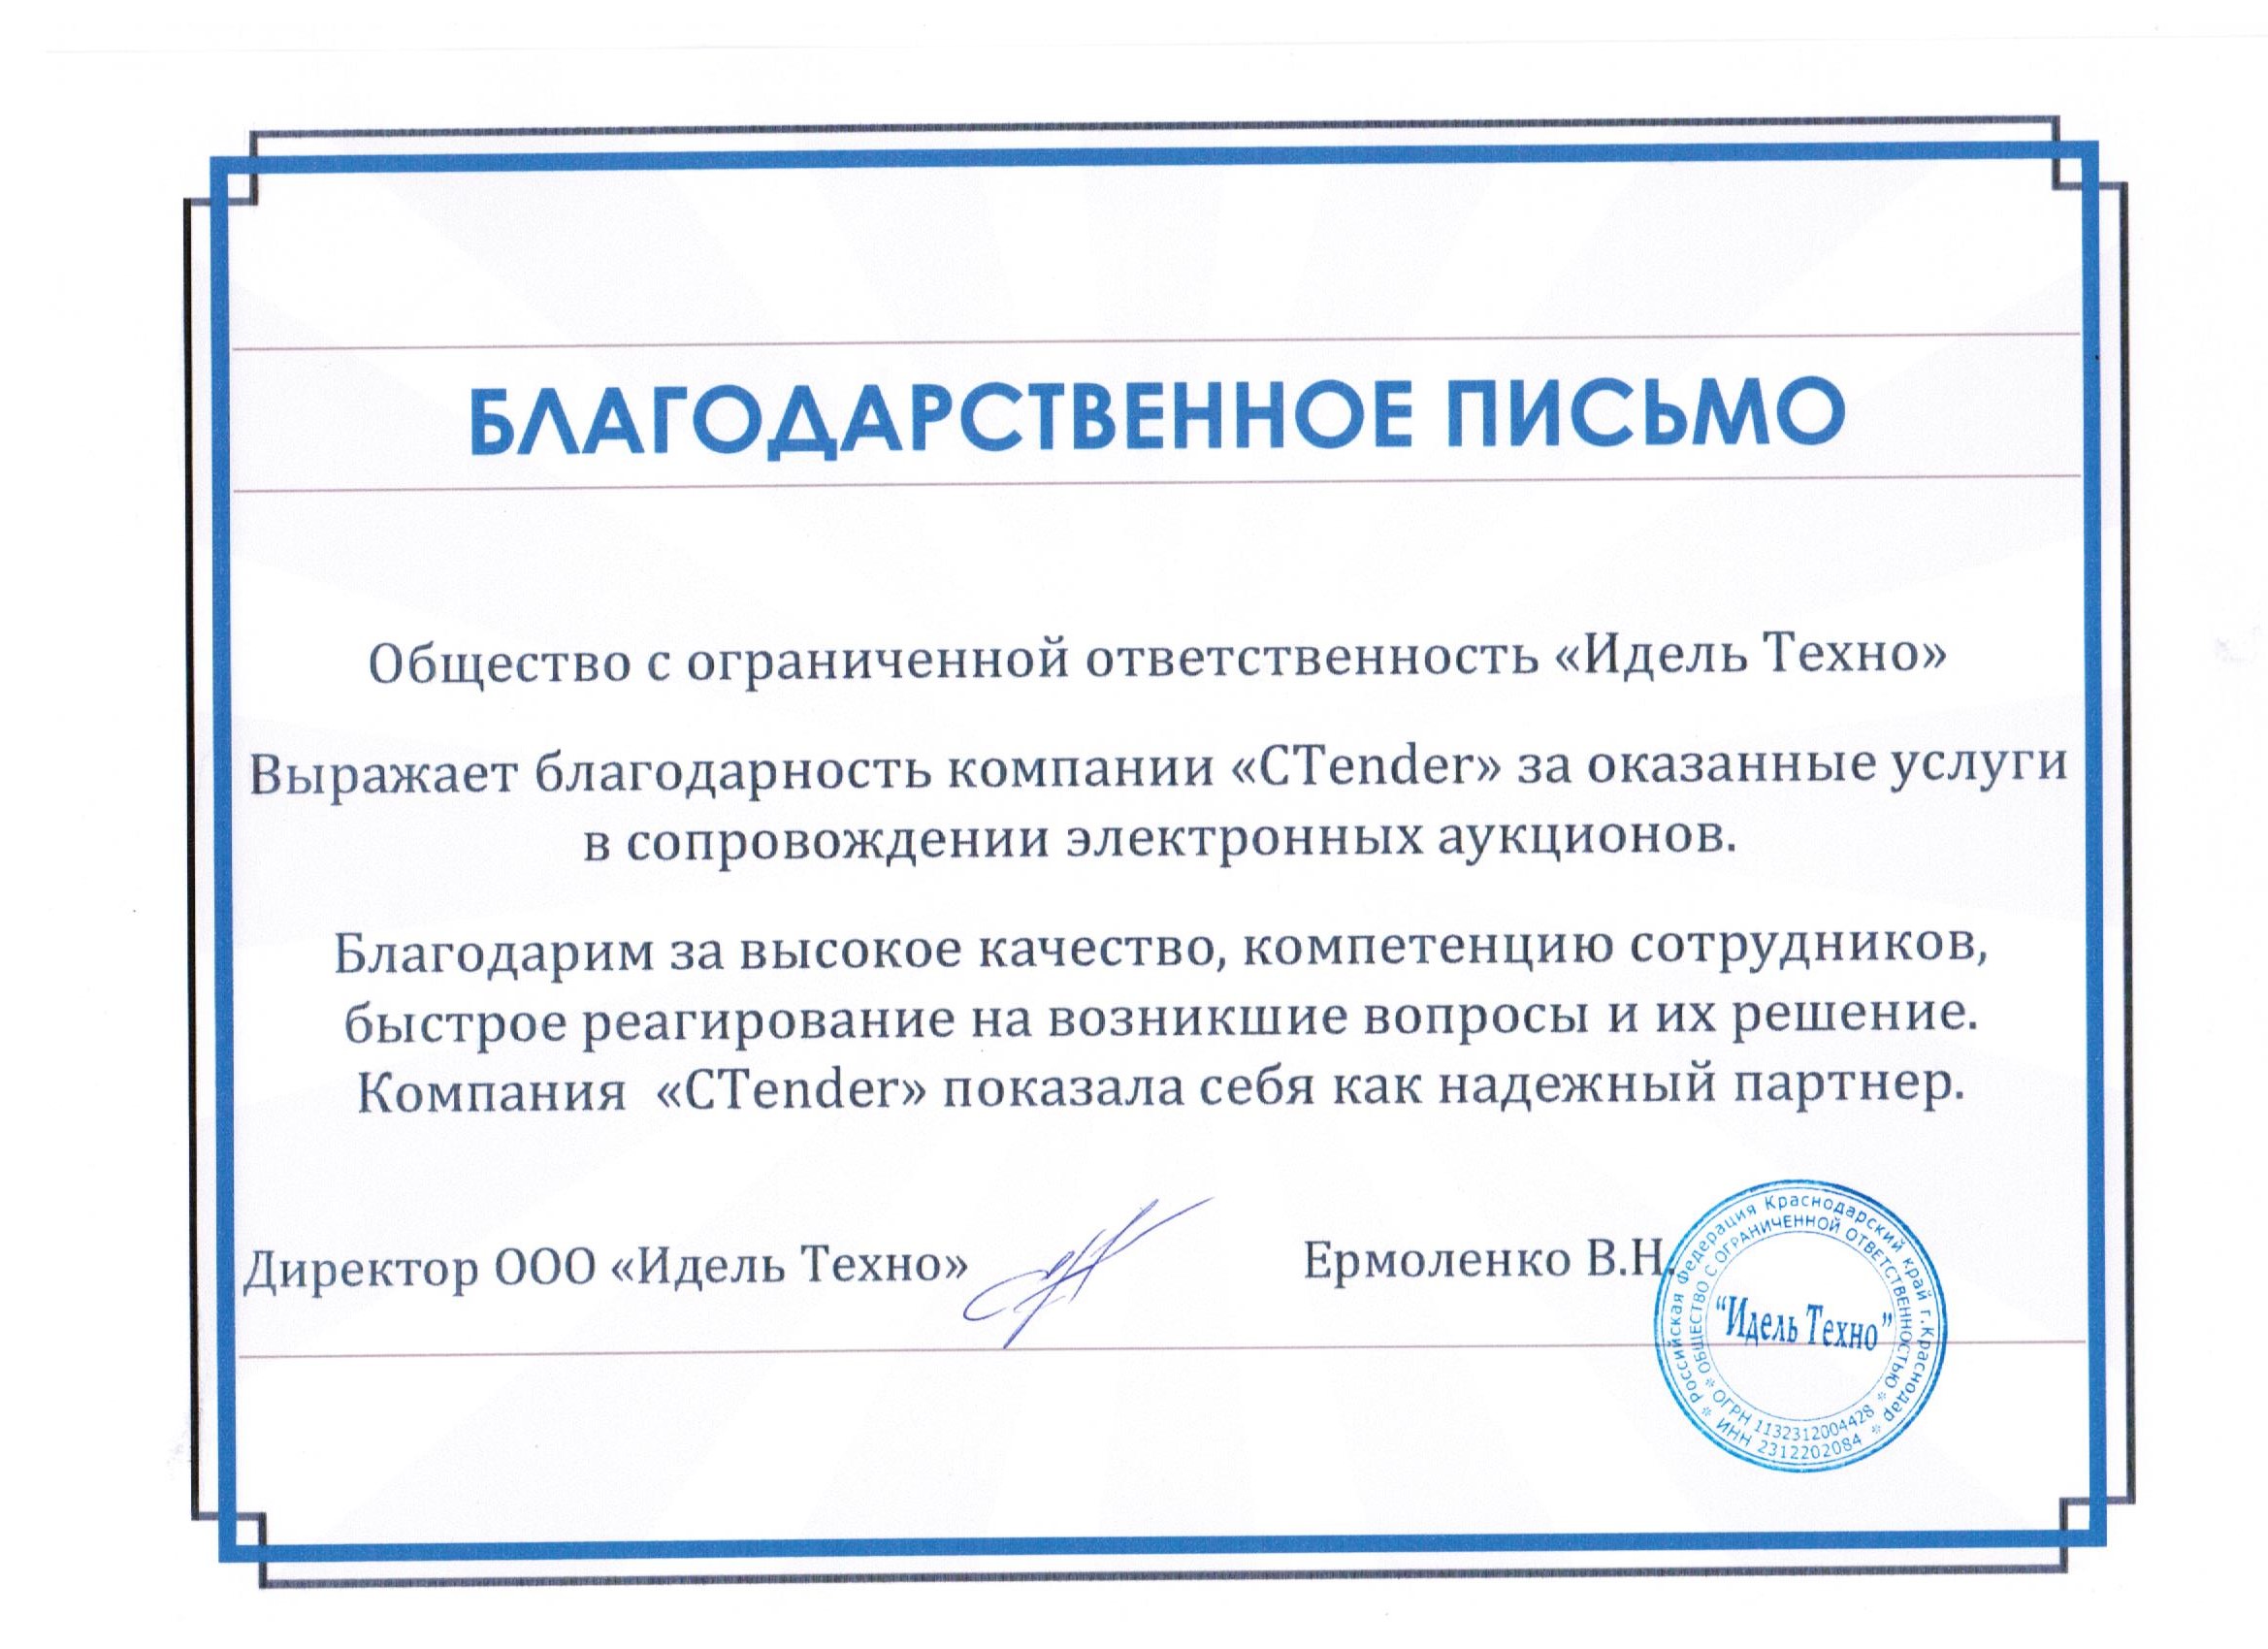 БЛАГОДАРСТВЕННОЕ ПИСЬМО
Общество с ограниченной ответственность «Идель Техно»
Выражает благодарность компании «CTender» за оказанные услуги
в сопровождении электронных аукционов.
Благодарим за высокое качество, компетенцию сотрудников,
быстрое реагирование на возникшие вопросы и их решение.
Компания «CTender» показала себя как надежный партнер.
Директор ООО «Идель Техно» Ермоленко В.Н.
Российская Федерация Краснодарский край г.Краснодар
ОБЩЕСТВО С ОГРАНИЧЕННОЙ ОТВЕТСТВЕННОСТЬЮ
"Идель Техно"
ОГРН 1132312004428
ИНН 2312202084